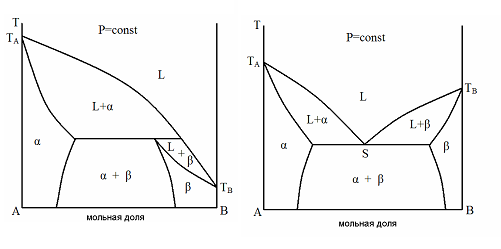 T
P=const
T_A
L
L+α
L
+
β
α
α + β
β
T_B
A
B
мольная доля
T
P=const
T_A
L
T_B
L+α
L+β
α
S
β
α + β
A
B
мольная доля